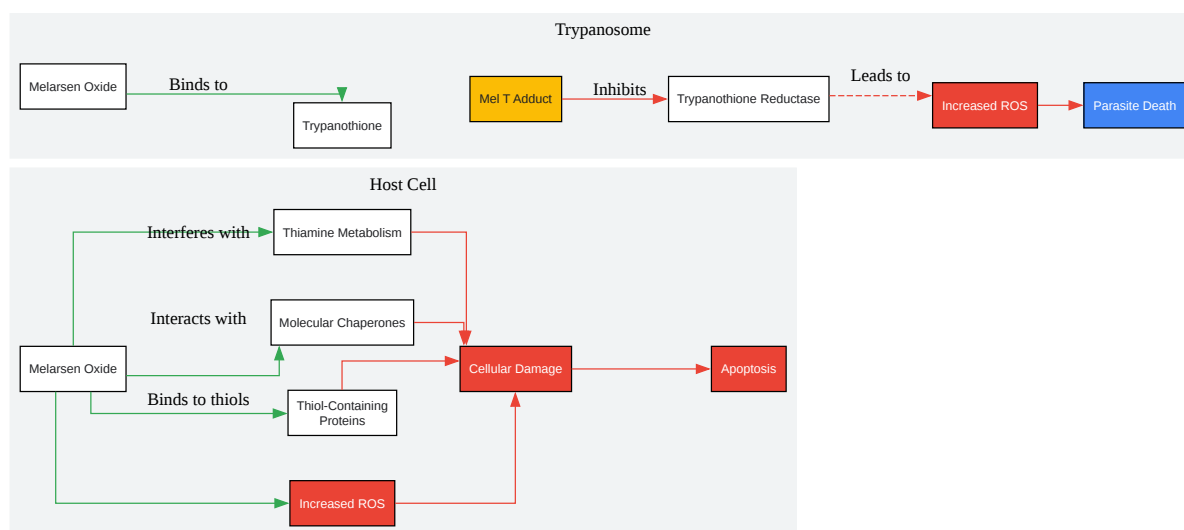 Trypanosome
Melarsen Oxide
Binds to
Trypanothione
Mel T Adduct
Inhibits
Trypanothione Reductase
Leads to
Increased ROS
Parasite Death
Host Cell
Interferes with
Thiamine Metabolism
Interacts with
Molecular Chaperones
Melarsen Oxide
Cellular Damage
Apoptosis
Binds to thiols
Thiol-Containing
Proteins
Increased ROS